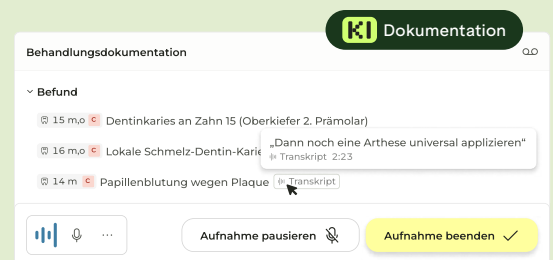 KI Dokumentation
Behandlungsdokumentation
Befund
15 m,o C Dentinkaries an Zahn 15 (Oberkiefer 2. Prämolar)
„Dann noch eine Arthese universal applizieren“
16 m,o C Lokale Schmelz-Dentin-Karie
Transkript 2:23
14 m C Papillenblutung wegen Plaque Transkript
Aufnahme pausieren
Aufnahme beenden